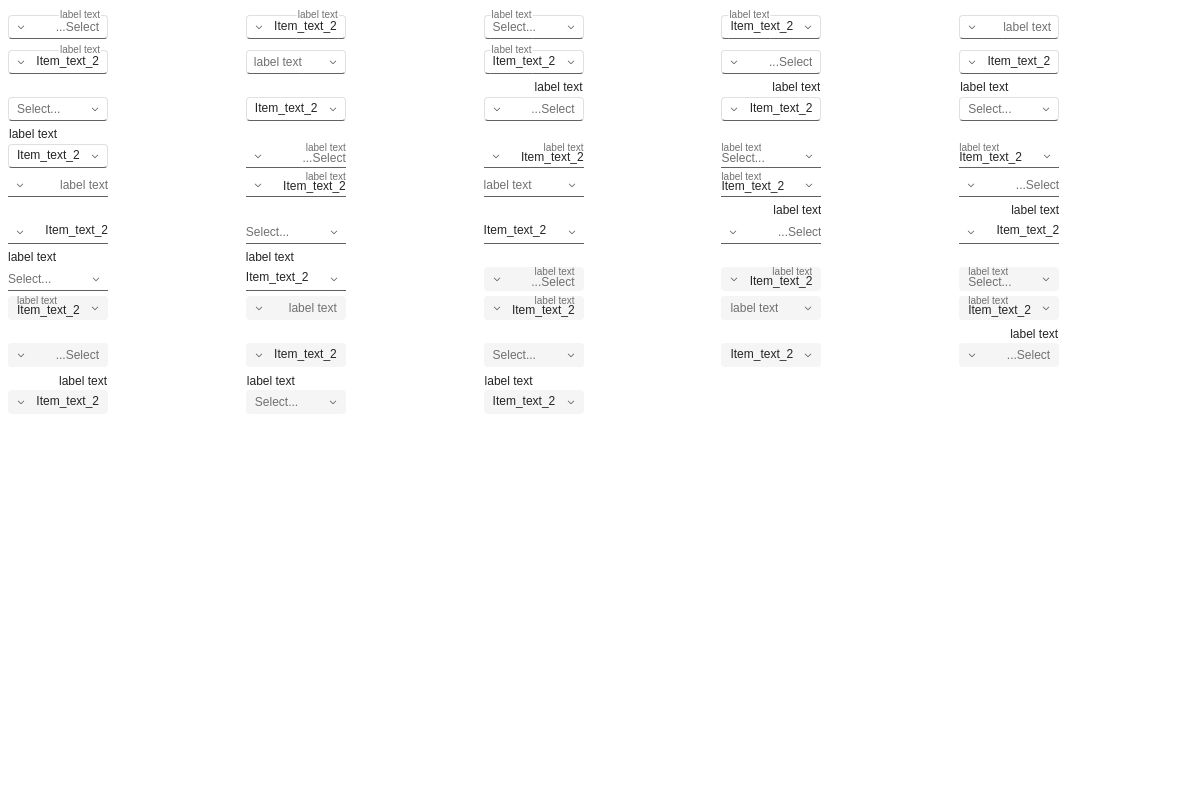 label text label text label text label text
...Select Item_text_2 Select... Item_text_2 label text
label text label text
Item_text_2 label text Item_text_2 ...Select Item_text_2
label text label text label text
Select... Item_text_2 ...Select Item_text_2 Select...
label text
label text label text label text label text
Item_text_2 ...Select Item_text_2 Select... Item_text_2
label text label text
label text Item_text_2 label text Item_text_2 ...Select
label text label text
Item_text_2 Select... Item_text_2 ...Select Item_text_2
label text label text
label text label text label text
Select... Item_text_2 ...Select Item_text_2 Select...
label text label text label text
Item_text_2 label text Item_text_2 label text Item_text_2
label text
...Select Item_text_2 Select... Item_text_2 ...Select
label text label text label text
Item_text_2 Select... Item_text_2